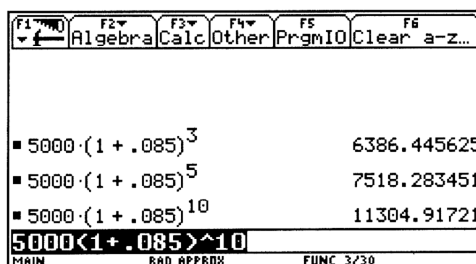 F1 F2 Algebra F3 Calc F4 Other F5 PrgmIO F6 Clear a-z…
▪ 5000·(1 + .085)^3 6386.445625
▪ 5000·(1 + .085)^5 7518.283451
▪ 5000·(1 + .085)^10 11304.91721
5000(1+.085)^10
MAIN RAD APPROX FUNC 3/30